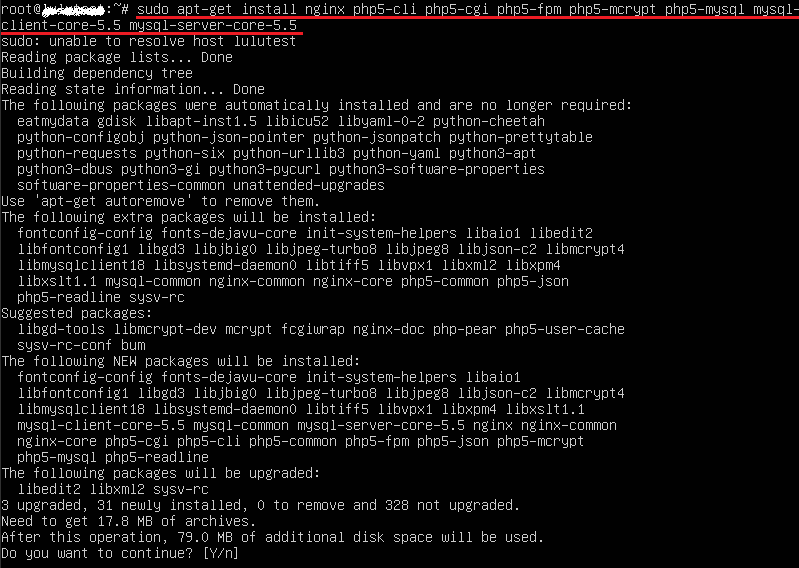 root@:~# sudo apt-get install nginx php5-cli php5-cgi php5-fpm php5-mcrypt php5-mysql mysql-
client-core-5.5 mysql-server-core-5.5
sudo: unable to resolve host lulutest
Reading package lists... Done
Building dependency tree
Reading state information... Done
The following packages were automatically installed and are no longer required:
eatmydata gdisk libapt-inst1.5 libicu52 libyaml-0-2 python-cheetah
python-configobj python-json-pointer python-jsonpatch python-prettytable
python-requests python-six python-urllib3 python-yaml python3-apt
python3-dbus python3-gi python3-pycurl python3-software-properties
software-properties-common unattended-upgrades
Use 'apt-get autoremove' to remove them.
The following extra packages will be installed:
fontconfig-config fonts-dejavu-core init-system-helpers libaio1 libedit2
libfontconfig1 libgd3 libjbig0 libjpeg-turbo8 libjpeg8 libjson-c2 libmcrypt4
libmysqlclient18 libsystemd-daemon0 libtiff5 libvpx1 libxml2 libxpm4
libxslt1.1 mysql-common nginx-common nginx-core php5-common php5-json
php5-readline sysv-rc
Suggested packages:
libgd-tools libmcrypt-dev mcrypt fcgiwrap nginx-doc php-pear php5-user-cache
sysv-rc-conf bum
The following NEW packages will be installed:
fontconfig-config fonts-dejavu-core init-system-helpers libaio1
libfontconfig1 libgd3 libjbig0 libjpeg-turbo8 libjpeg8 libjson-c2 libmcrypt4
libmysqlclient18 libsystemd-daemon0 libtiff5 libvpx1 libxpm4 libxslt1.1
mysql-client-core-5.5 mysql-common mysql-server-core-5.5 nginx nginx-common
nginx-core php5-cgi php5-cli php5-common php5-fpm php5-json php5-mcrypt
php5-mysql php5-readline
The following packages will be upgraded:
libedit2 libxml2 sysv-rc
3 upgraded, 31 newly installed, 0 to remove and 328 not upgraded.
Need to get 17.8 MB of archives.
After this operation, 79.0 MB of additional disk space will be used.
Do you want to continue? [Y/n]